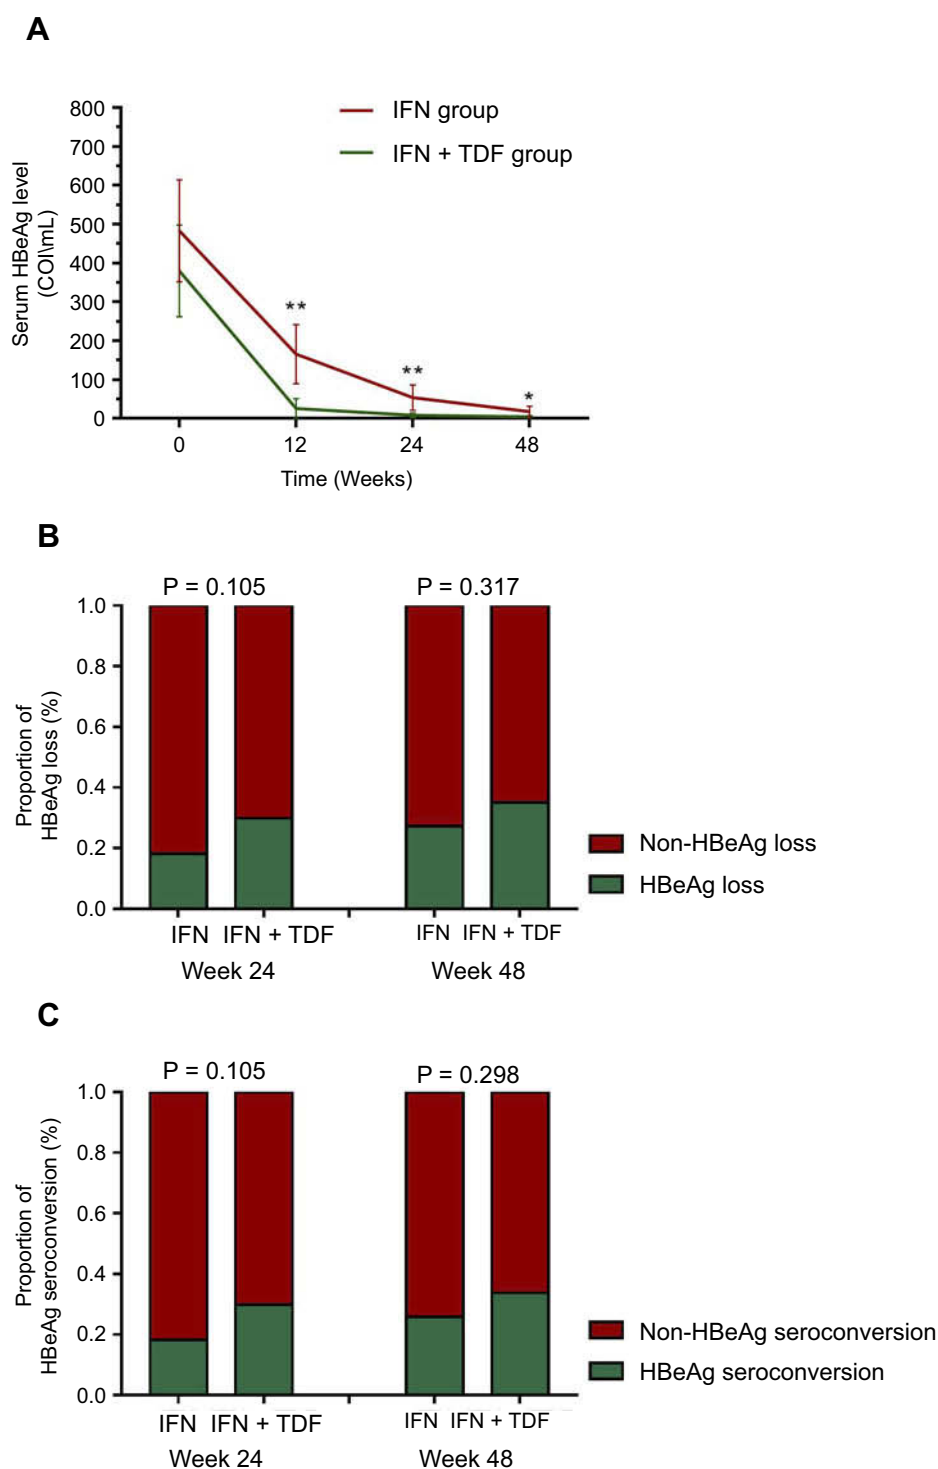 A
IFN group
IFN + TDF group
Serum HBeAg level
(COI\mL)
800
700
600
500
400
300
200
100
0
**
**
*
0 12 24 48
Time (Weeks)
B
P = 0.105 P = 0.317
Proportion of
HBeAg loss (%)
1.0
0.8
0.6
0.4
0.2
0.0
Non-HBeAg loss
HBeAg loss
IFN IFN + TDF IFN IFN + TDF
Week 24 Week 48
C
P = 0.105 P = 0.298
Proportion of
HBeAg seroconversion (%)
1.0
0.8
0.6
0.4
0.2
0.0
Non-HBeAg seroconversion
HBeAg seroconversion
IFN IFN + TDF IFN IFN + TDF
Week 24 Week 48